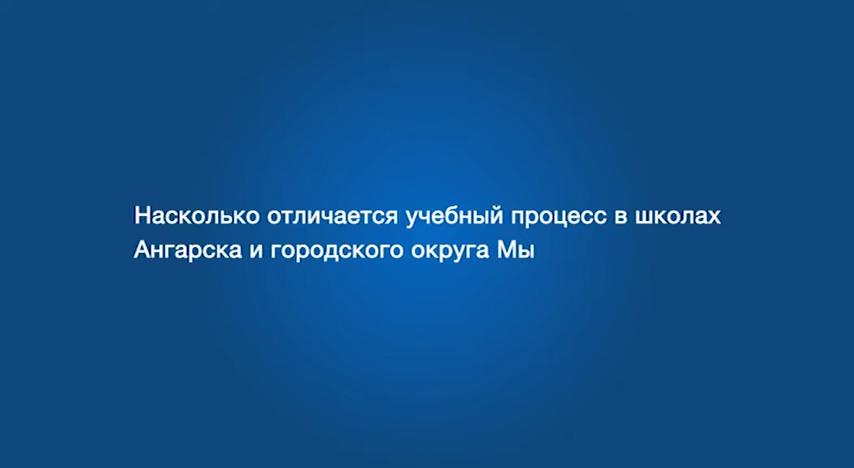 Насколько отличается учебный процесс в школах
Ангарска и городского округа Мы